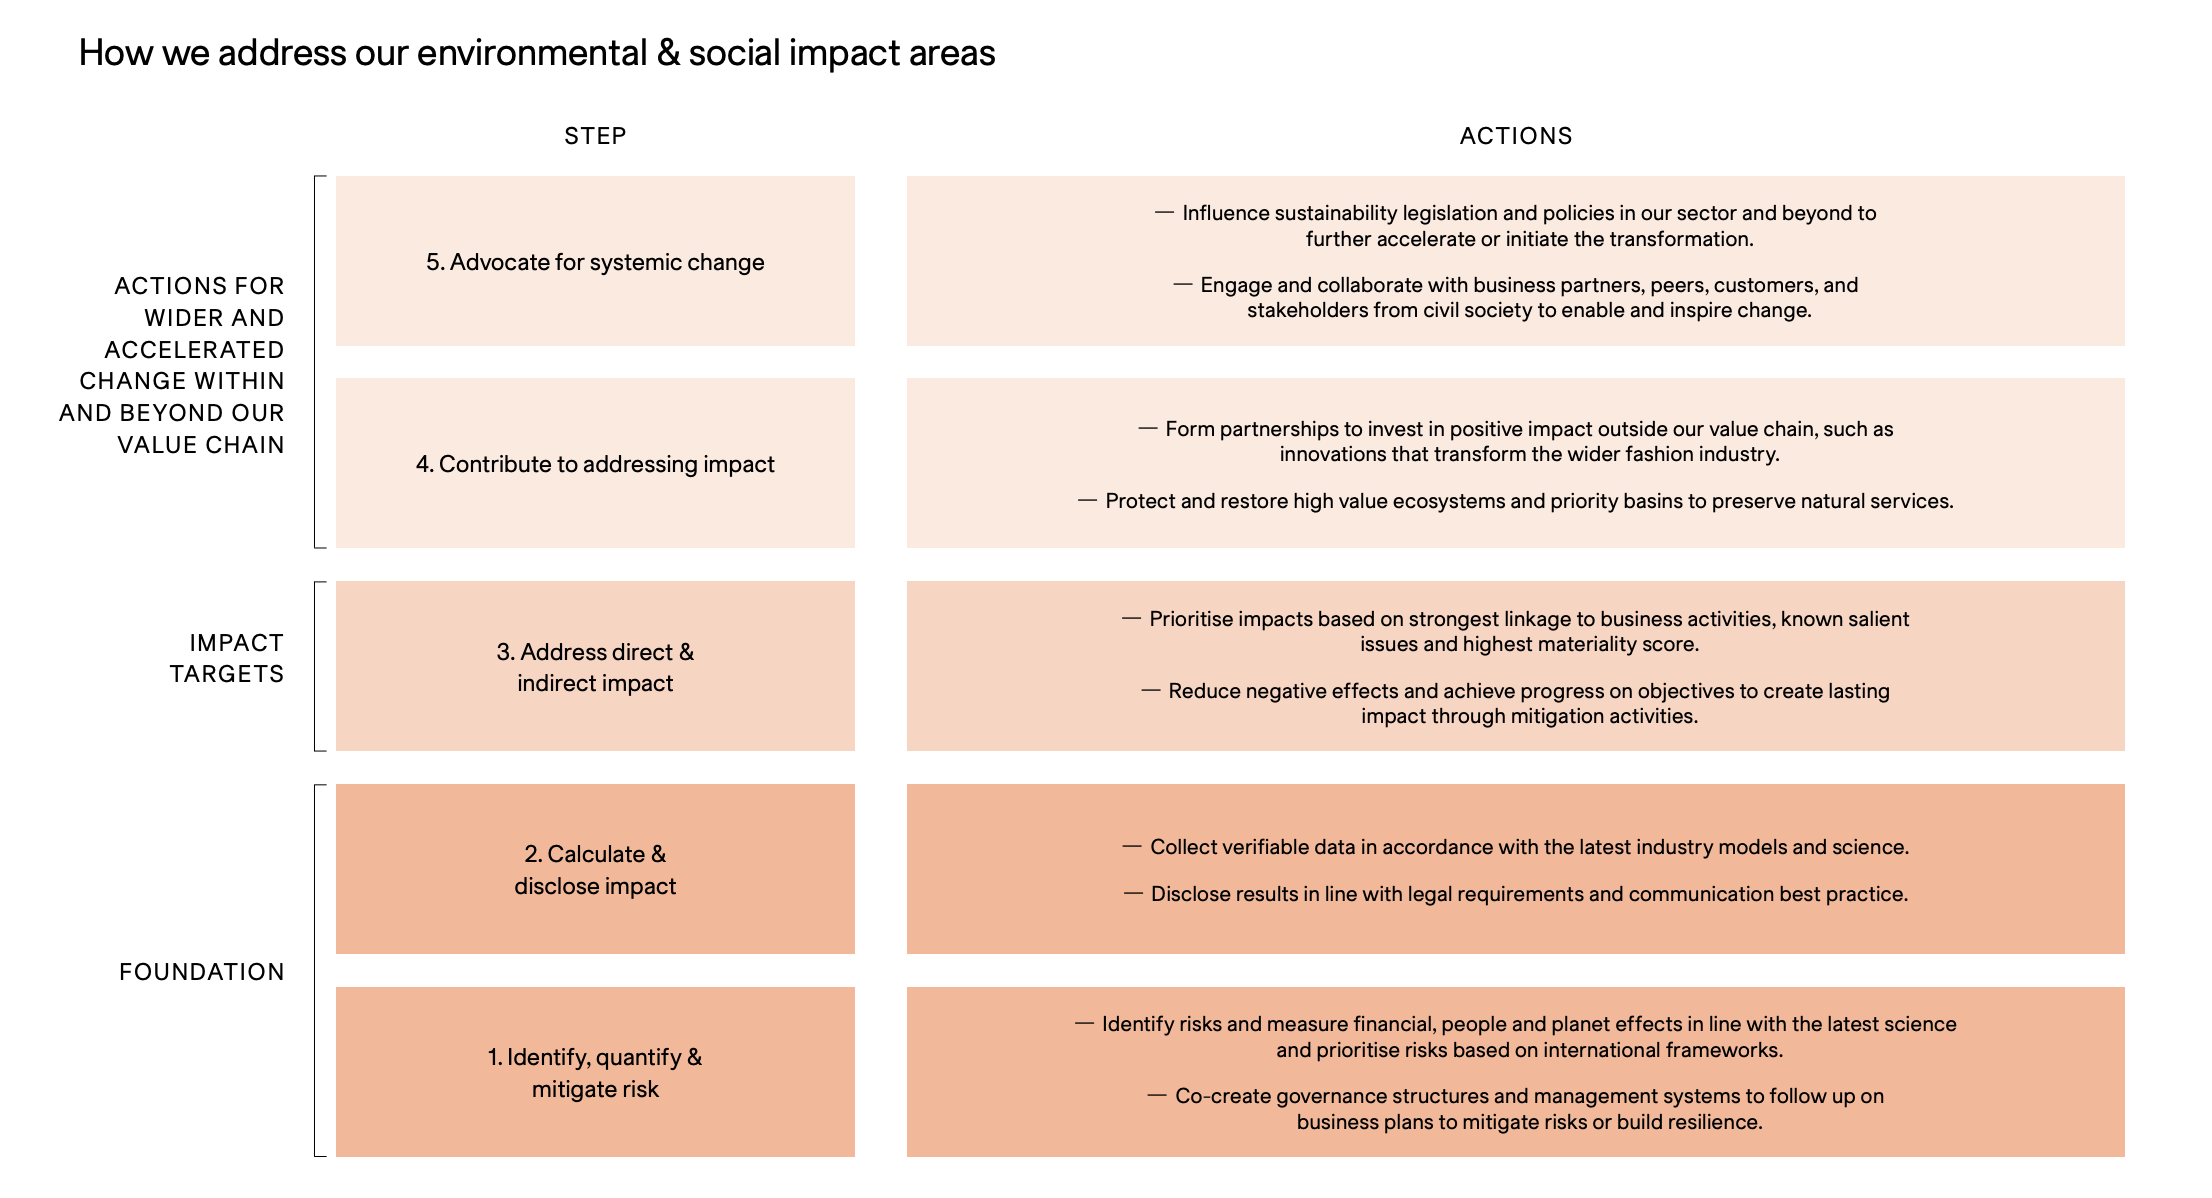 How we address our environmental & social impact areas
STEP
ACTIONS
ACTIONS FOR
WIDER AND
ACCELERATED
CHANGE WITHIN
AND BEYOND OUR
VALUE CHAIN
5. Advocate for systemic change
— Influence sustainability legislation and policies in our sector and beyond to
further accelerate or initiate the transformation.
— Engage and collaborate with business partners, peers, customers, and
stakeholders from civil society to enable and inspire change.
4. Contribute to addressing impact
— Form partnerships to invest in positive impact outside our value chain, such as
innovations that transform the wider fashion industry.
— Protect and restore high value ecosystems and priority basins to preserve natural services.
IMPACT
TARGETS
3. Address direct &
indirect impact
— Prioritise impacts based on strongest linkage to business activities, known salient
issues and highest materiality score.
— Reduce negative effects and achieve progress on objectives to create lasting
impact through mitigation activities.
FOUNDATION
2. Calculate &
disclose impact
— Collect verifiable data in accordance with the latest industry models and science.
— Disclose results in line with legal requirements and communication best practice.
1. Identify, quantify &
mitigate risk
— Identify risks and measure financial, people and planet effects in line with the latest science
and prioritise risks based on international frameworks.
— Co-create governance structures and management systems to follow up on
business plans to mitigate risks or build resilience.